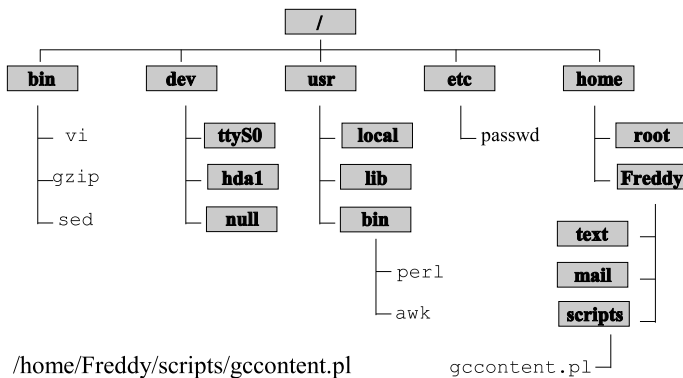 /
bin dev usr etc home
vi ttyS0 local passwd root
gzip hda1 lib Freddy
sed null bin
text
perl mail
awk scripts
/home/Freddy/scripts/gccontent.pl gccontent.pl